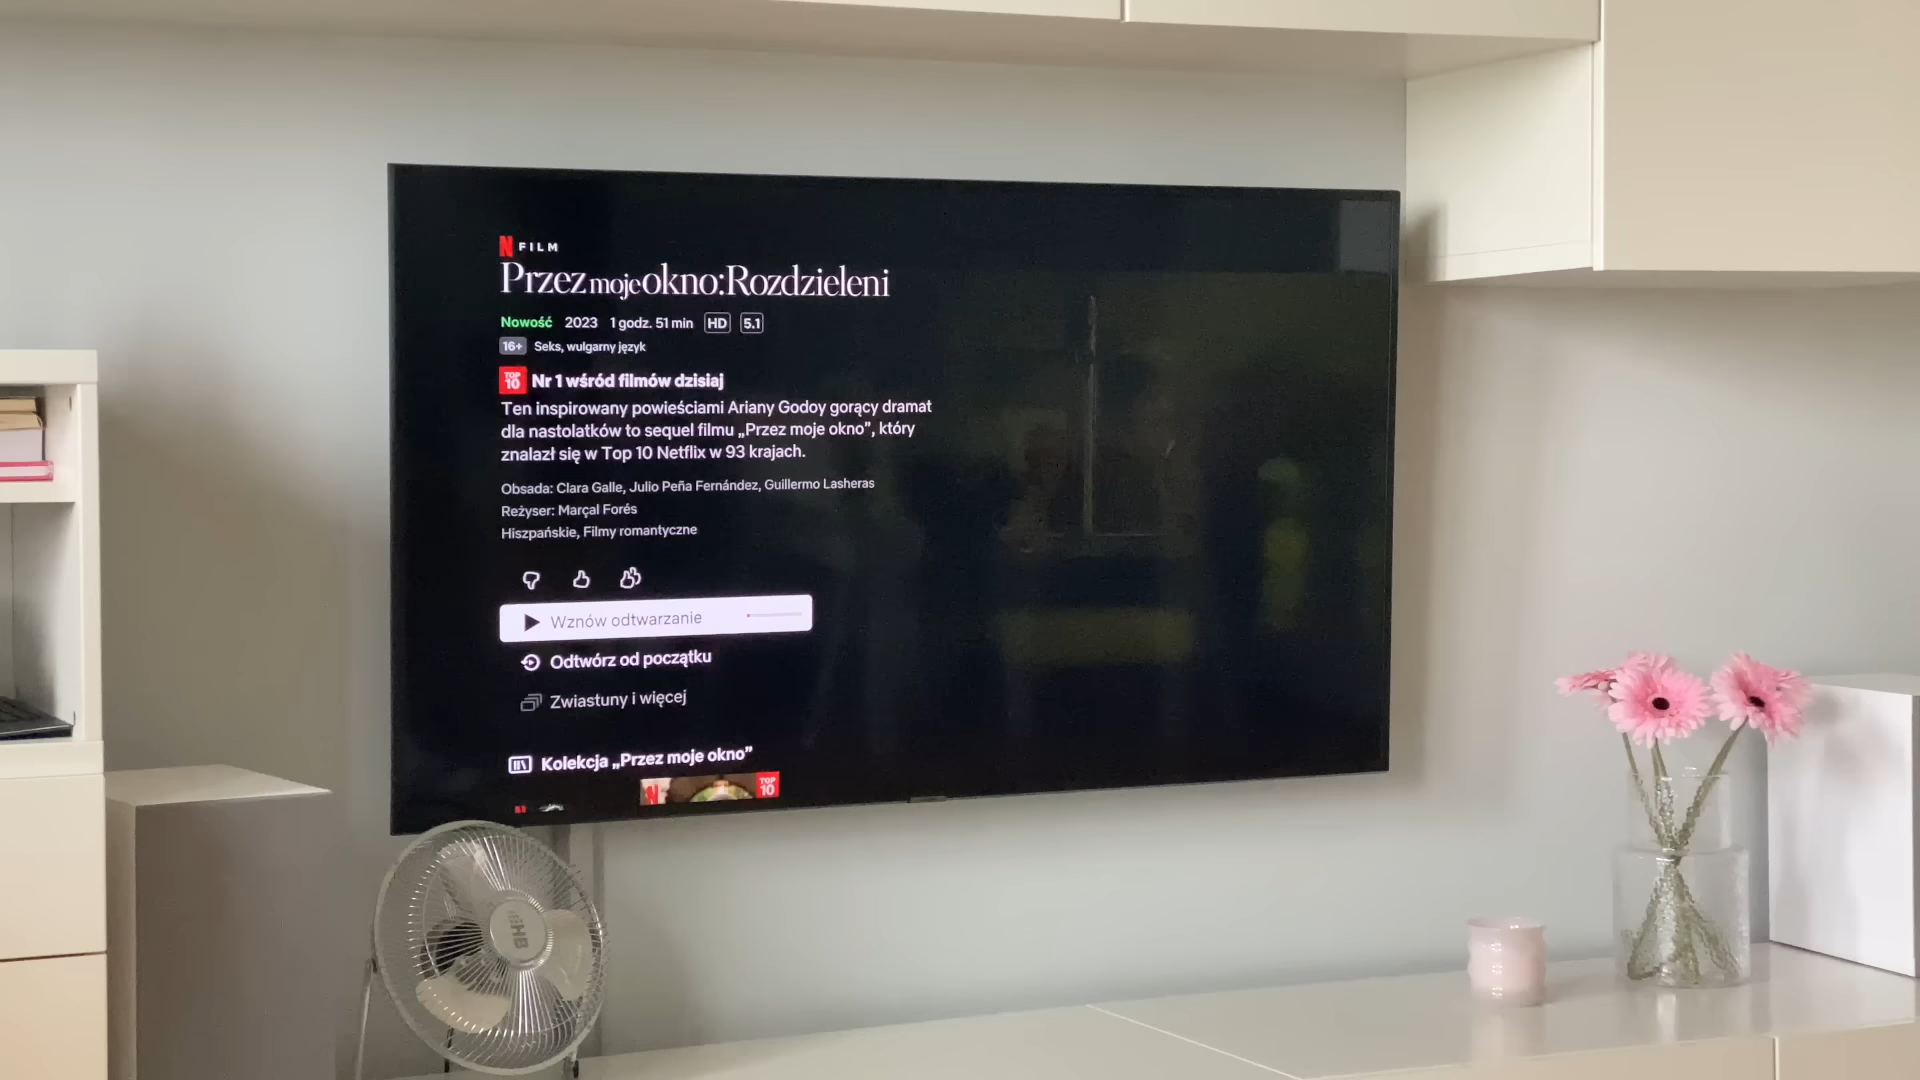 N FILM
Przez moje okno: Rozdzieleni
Nowość 2023 1 godz. 51 min HD 5.1
16+ Seks, wulgarny język
TOP 10 Nr 1 wśród filmów dzisiaj
Ten inspirowany powieściami Ariany Godoy gorący dramat
dla nastolatków to sequel filmu „Przez moje okno”, który
znalazł się w Top 10 Netflix w 93 krajach.
Obsada: Clara Galle, Julio Peña Fernández, Guillermo Lasheras
Reżyser: Marçal Forés
Hiszpańskie, Filmy romantyczne
Wznów odtwarzanie
Odtwórz od początku
Zwiastuny i więcej
Kolekcja „Przez moje okno”
N TOP 10